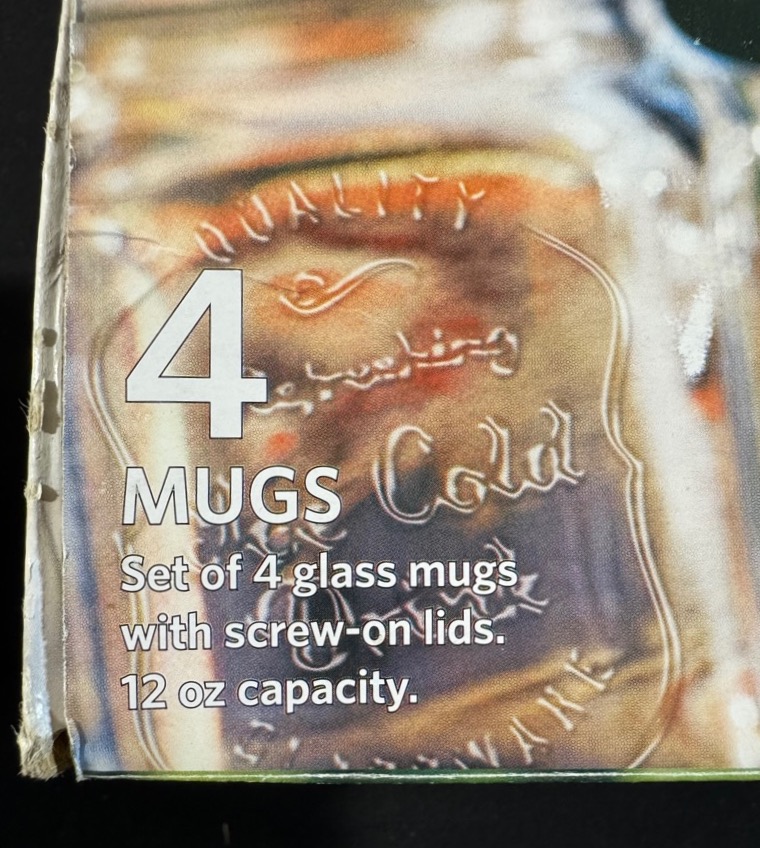 QUALITY
4
Cold
MUGS
Set of 4 glass mugs
with screw-on lids.
12 oz capacity.